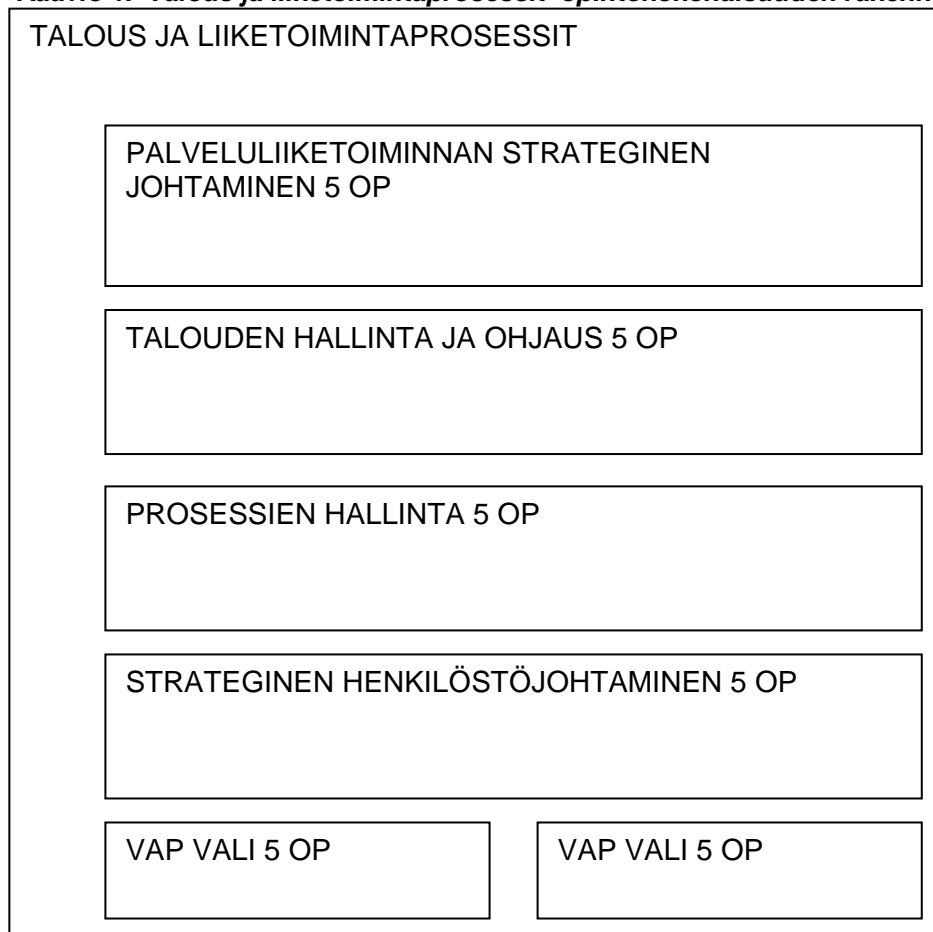 TALOUS JA LIIKETOIMINTAPROSESSIT
PALVELULIIKETOIMINNAN STRATEGINEN
JOHTAMINEN 5 OP
TALOUDEN HALLINTA JA OHJAUS 5 OP
PROSESSIEN HALLINTA 5 OP
STRATEGINEN HENKILÖSTÖJOHTAMINEN 5 OP
VAP VALI 5 OP
VAP VALI 5 OP